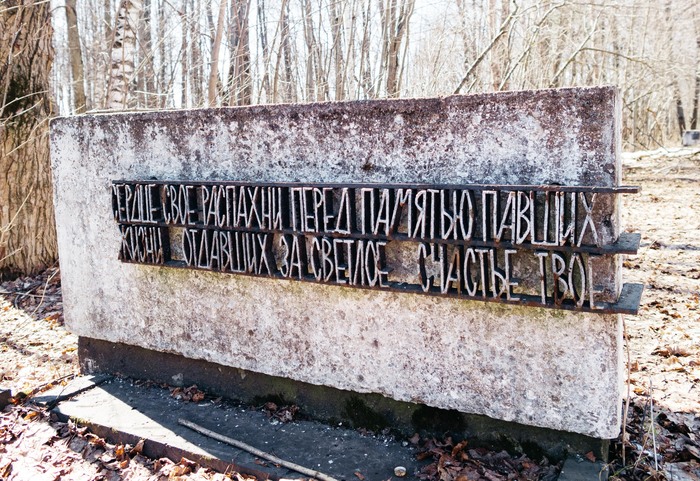 СЕРДЦЕ СВОЕ РАСПАХНИ ПЕРЕД ПАМЯТЬЮ ПАВШИХ
ЖИЗНИ ОТДАВШИХ ЗА СВЕТЛОЕ СЧАСТЬЕ ТВОЕ